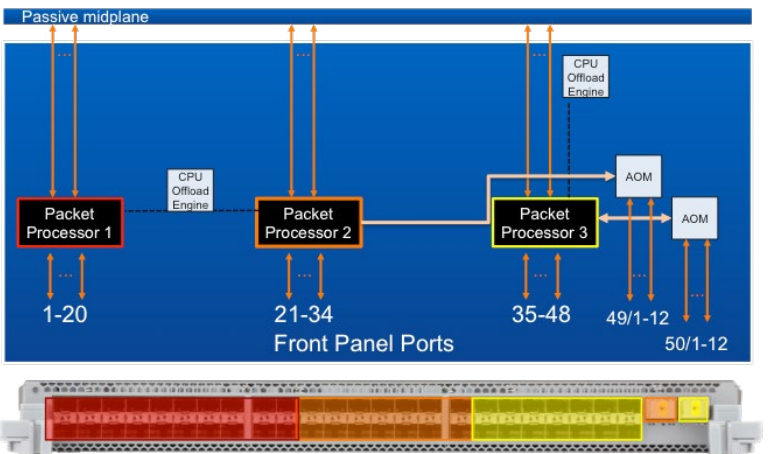 Passive midplane
...
...
...
CPU
Offload
Engine
CPU
Offload
Engine
AOM
AOM
Packet
Processor 1
Packet
Processor 2
Packet
Processor 3
...
...
...
...
...
1-20
21-34
35-48
49/1-12
50/1-12
Front Panel Ports